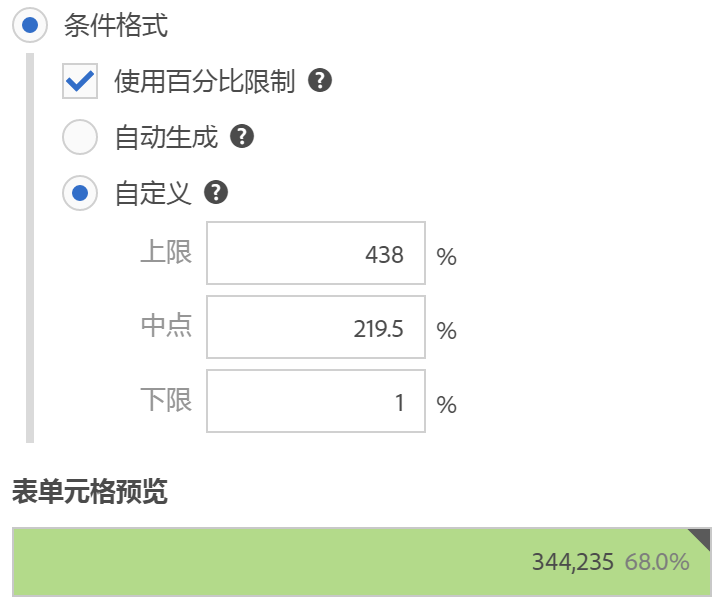 条件格式
使用百分比限制 ?
自动生成 ?
自定义 ?
上限 438 %
中点 219.5 %
下限 1 %
表单元格预览
344,235 68.0%